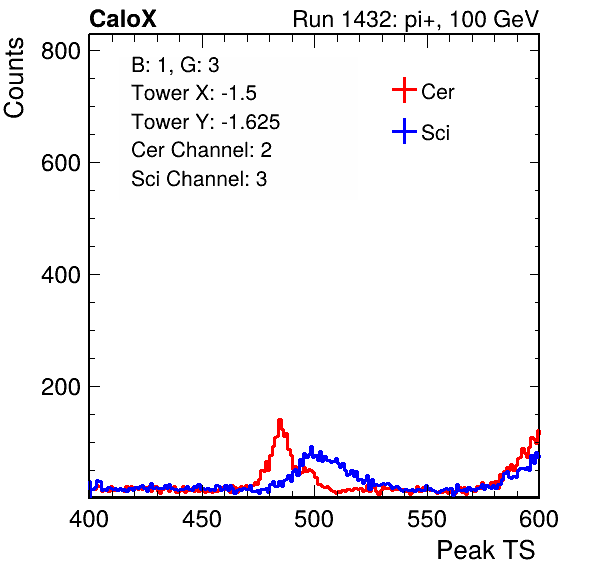 CaloX Run 1432: pi+, 100 GeV
Counts
800
600
400
200
B: 1, G: 3
Tower X: -1.5
Tower Y: -1.625
Cer Channel: 2
Sci Channel: 3
Cer
Sci
400 450 500 550 600
Peak TS